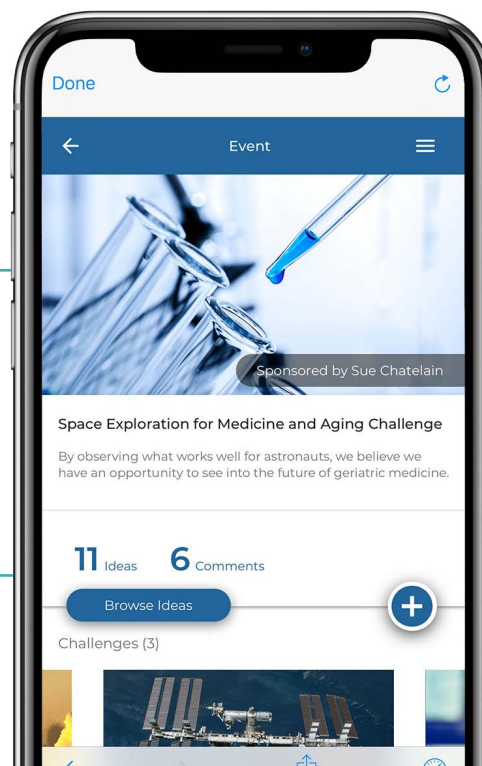 Done
Event
Sponsored by Sue Chatelain
Space Exploration for Medicine and Aging Challenge
By observing what works well for astronauts, we believe we
have an opportunity to see into the future of geriatric medicine.
11 Ideas 6 Comments
Browse Ideas
Challenges (3)